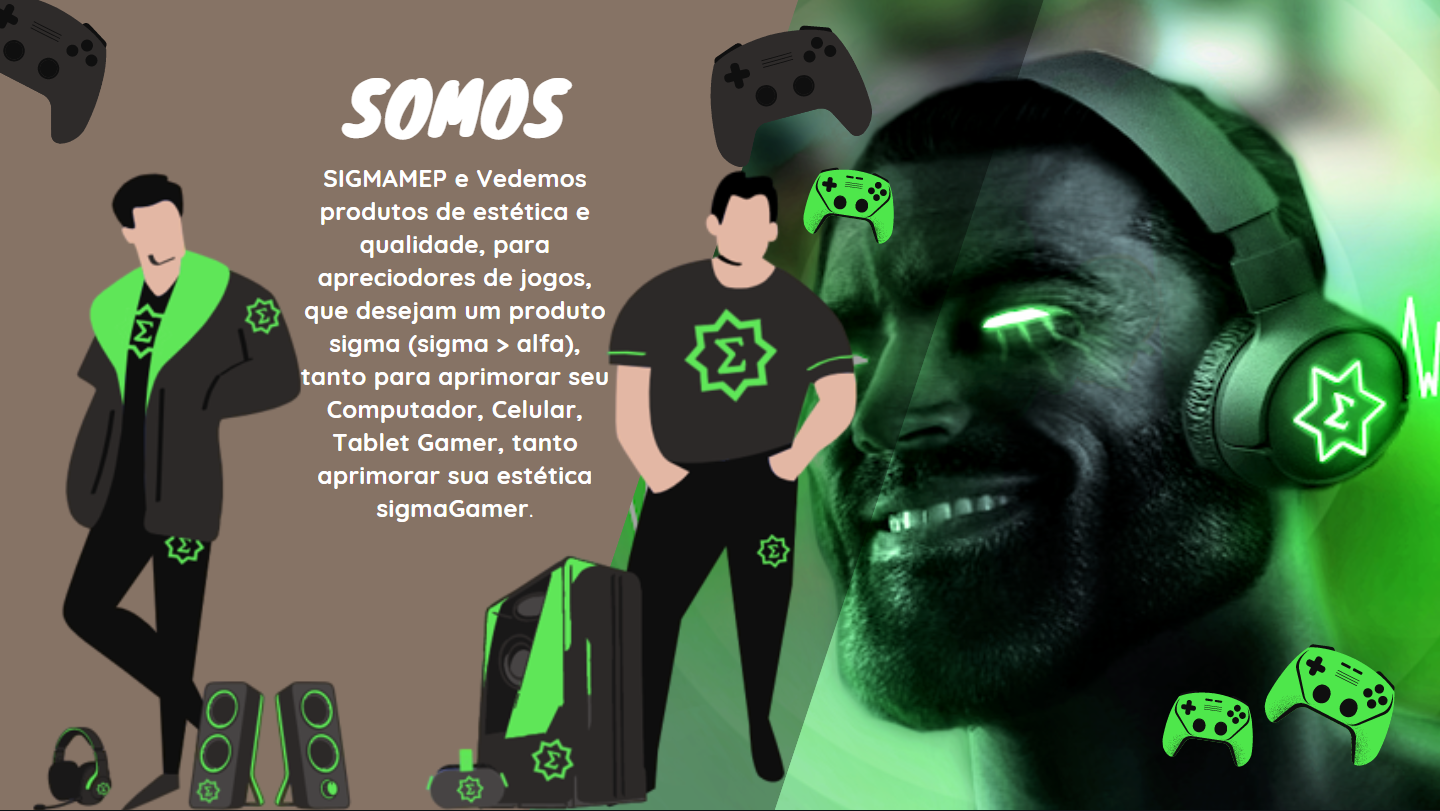 SOMOS
SIGMAMEP e Vedemos
produtos de estética e
qualidade, para
apreciodores de jogos,
que desejam um produto
sigma (sigma > alfa),
tanto para aprimorar seu
Computador, Celular,
Tablet Gamer, tanto
aprimorar sua estética
sigmaGamer.
Σ
Σ
Σ
Σ
Σ
Σ
Σ
Σ
Σ